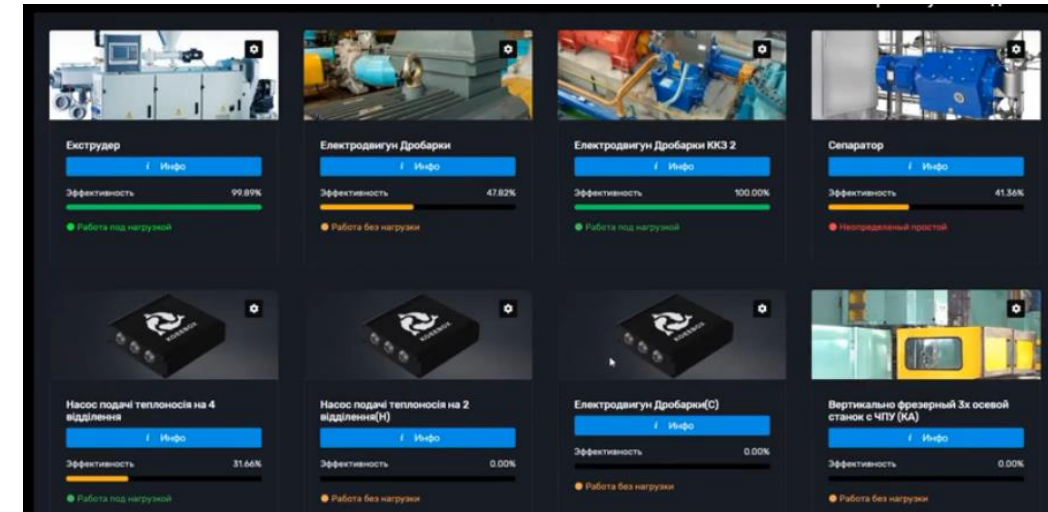 Екструдер
i Инфо
Эффективность 99.89%
Работа под нагрузкой
Електродвигун Дробарки
i Инфо
Эффективность 47.82%
Работа без нагрузки
Електродвигун Дробарки ККЗ 2
i Инфо
Эффективность 100.00%
Работа под нагрузкой
Сепаратор
i Инфо
Эффективность 41.36%
Неопределеный простой
KOEEBOX
Насос подачі теплоносія на 4
відділення
i Инфо
Эффективность 31.66%
Работа под нагрузкой
KOEEBOX
Насос подачі теплоносія на 2
відділення(Н)
i Инфо
Эффективность 0.00%
Работа без нагрузки
KOEEBOX
Електродвигун Дробарки(С)
i Инфо
Эффективность 0.00%
Работа без нагрузки
Вертикально фрезерный 3х осевой
станок с ЧПУ (КА)
i Инфо
Эффективность 0.00%
Работа без нагрузки